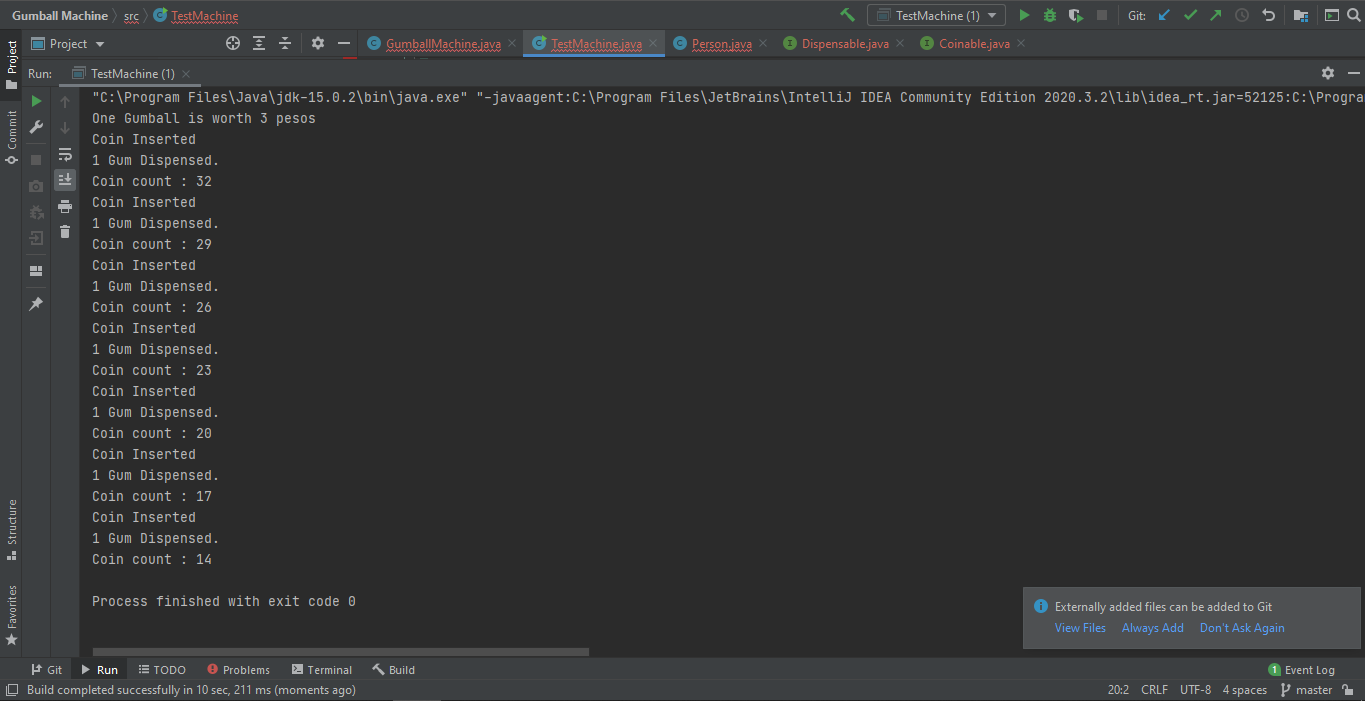 Gumball Machine src TestMachine TestMachine (1) Git:
Project GumballMachine.java TestMachine.java Person.java Dispensable.java Coinable.java
Run: TestMachine (1)
"C:\Program Files\Java\jdk-15.0.2\bin\java.exe" "-javaagent:C:\Program Files\JetBrains\IntelliJ IDEA Community Edition 2020.3.2\lib\idea_rt.jar=52125:C:\Progra
One Gumball is worth 3 pesos
Coin Inserted
1 Gum Dispensed.
Coin count : 32
Coin Inserted
1 Gum Dispensed.
Coin count : 29
Coin Inserted
1 Gum Dispensed.
Coin count : 26
Coin Inserted
1 Gum Dispensed.
Coin count : 23
Coin Inserted
1 Gum Dispensed.
Coin count : 20
Coin Inserted
1 Gum Dispensed.
Coin count : 17
Coin Inserted
1 Gum Dispensed.
Coin count : 14
Process finished with exit code 0
Project
Commit
Structure
Favorites
Externally added files can be added to Git
View Files Always Add Don't Ask Again
Git Run TODO Problems Terminal Build 1 Event Log
Build completed successfully in 10 sec, 211 ms (moments ago) 20:2 CRLF UTF-8 4 spaces master